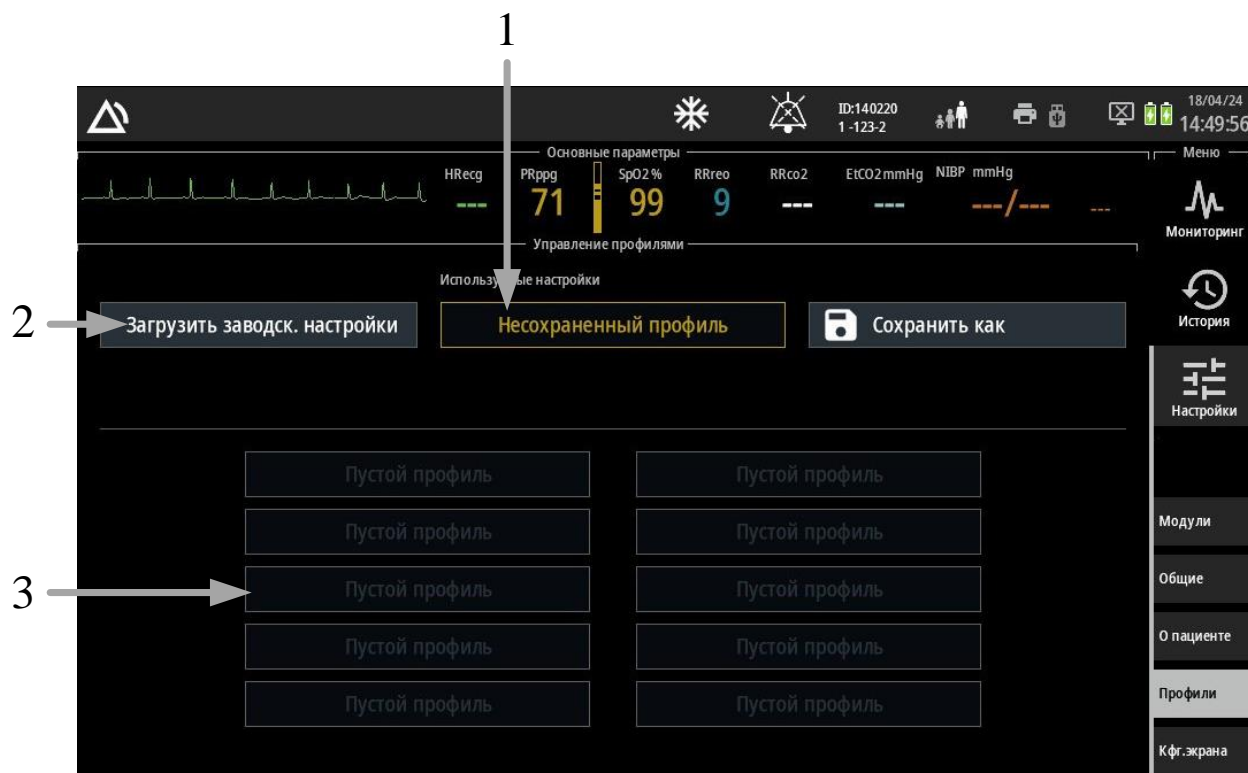 1
ID:140220
1 -123-2
18/04/24
14:49:56
Основные параметры
Меню
HRecg
PRppg
SpO2 %
RRreo
RRco2
EtCO2 mmHg
NIBP mmHg
---
71
99
9
---
---
---/---
---
Мониторинг
Управление профилями
Используемые настройки
2
Загрузить заводск. настройки
Несохраненный профиль
Сохранить как
История
Настройки
Пустой профиль
Пустой профиль
Пустой профиль
Пустой профиль
Модули
3
Пустой профиль
Пустой профиль
Общие
Пустой профиль
Пустой профиль
О пациенте
Пустой профиль
Пустой профиль
Профили
Кфг.экрана